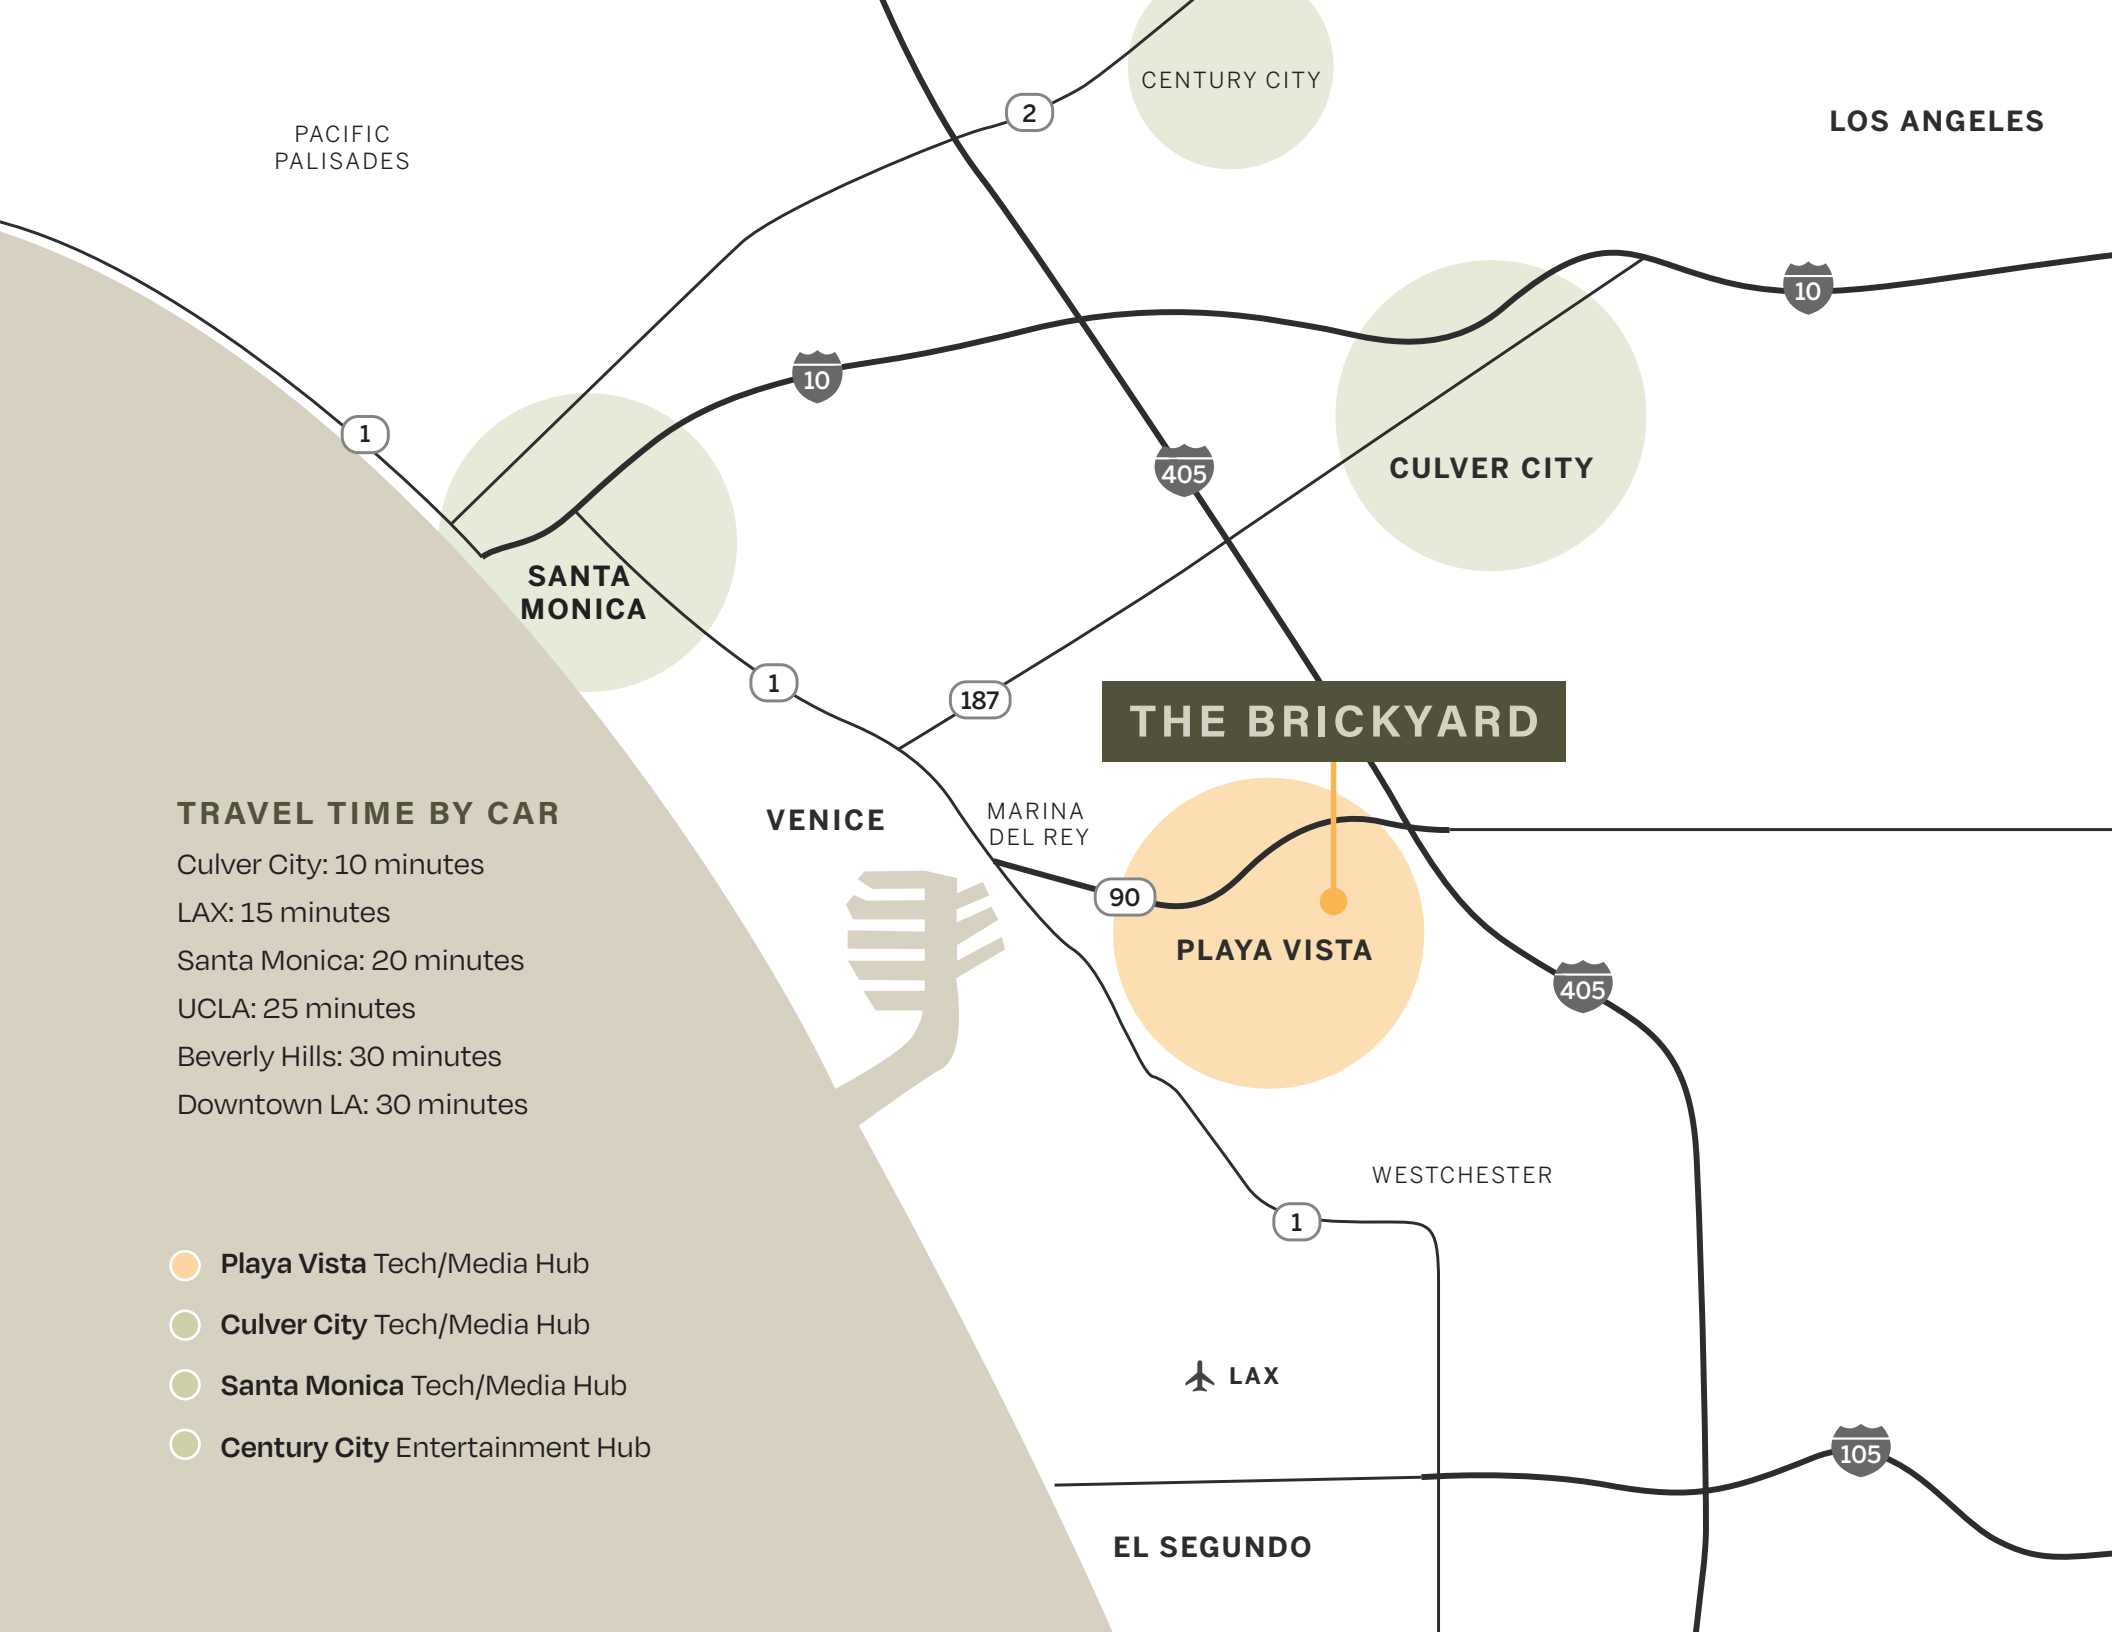 CENTURY CITY
2
LOS ANGELES
PACIFIC
PALISADES
10
10
1
405
CULVER CITY
SANTA
MONICA
1
187
THE BRICKYARD
VENICE
MARINA
DEL REY
90
PLAYA VISTA
405
TRAVEL TIME BY CAR
Culver City: 10 minutes
LAX: 15 minutes
Santa Monica: 20 minutes
UCLA: 25 minutes
Beverly Hills: 30 minutes
Downtown LA: 30 minutes
WESTCHESTER
1
Playa Vista Tech/Media Hub
Culver City Tech/Media Hub
Santa Monica Tech/Media Hub
Century City Entertainment Hub
LAX
105
EL SEGUNDO